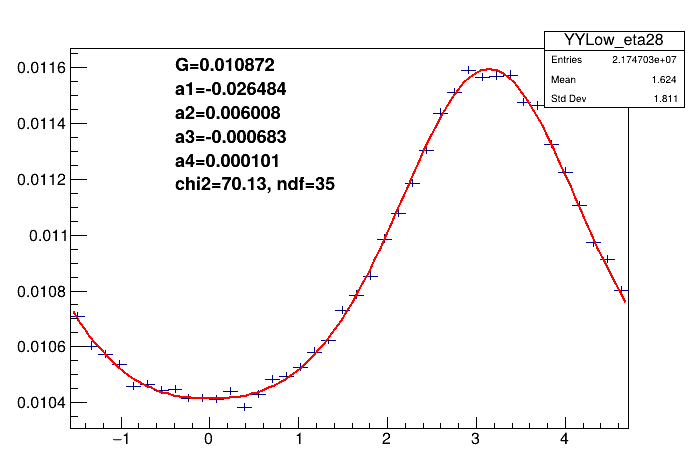 YYLow_eta28
Entries 2.174703e+07
Mean 1.624
Std Dev 1.811
G=0.010872
a1=-0.026484
a2=0.006008
a3=-0.000683
a4=0.000101
chi2=70.13, ndf=35
0.0116
0.0114
0.0112
0.011
0.0108
0.0106
0.0104
−1 0 1 2 3 4